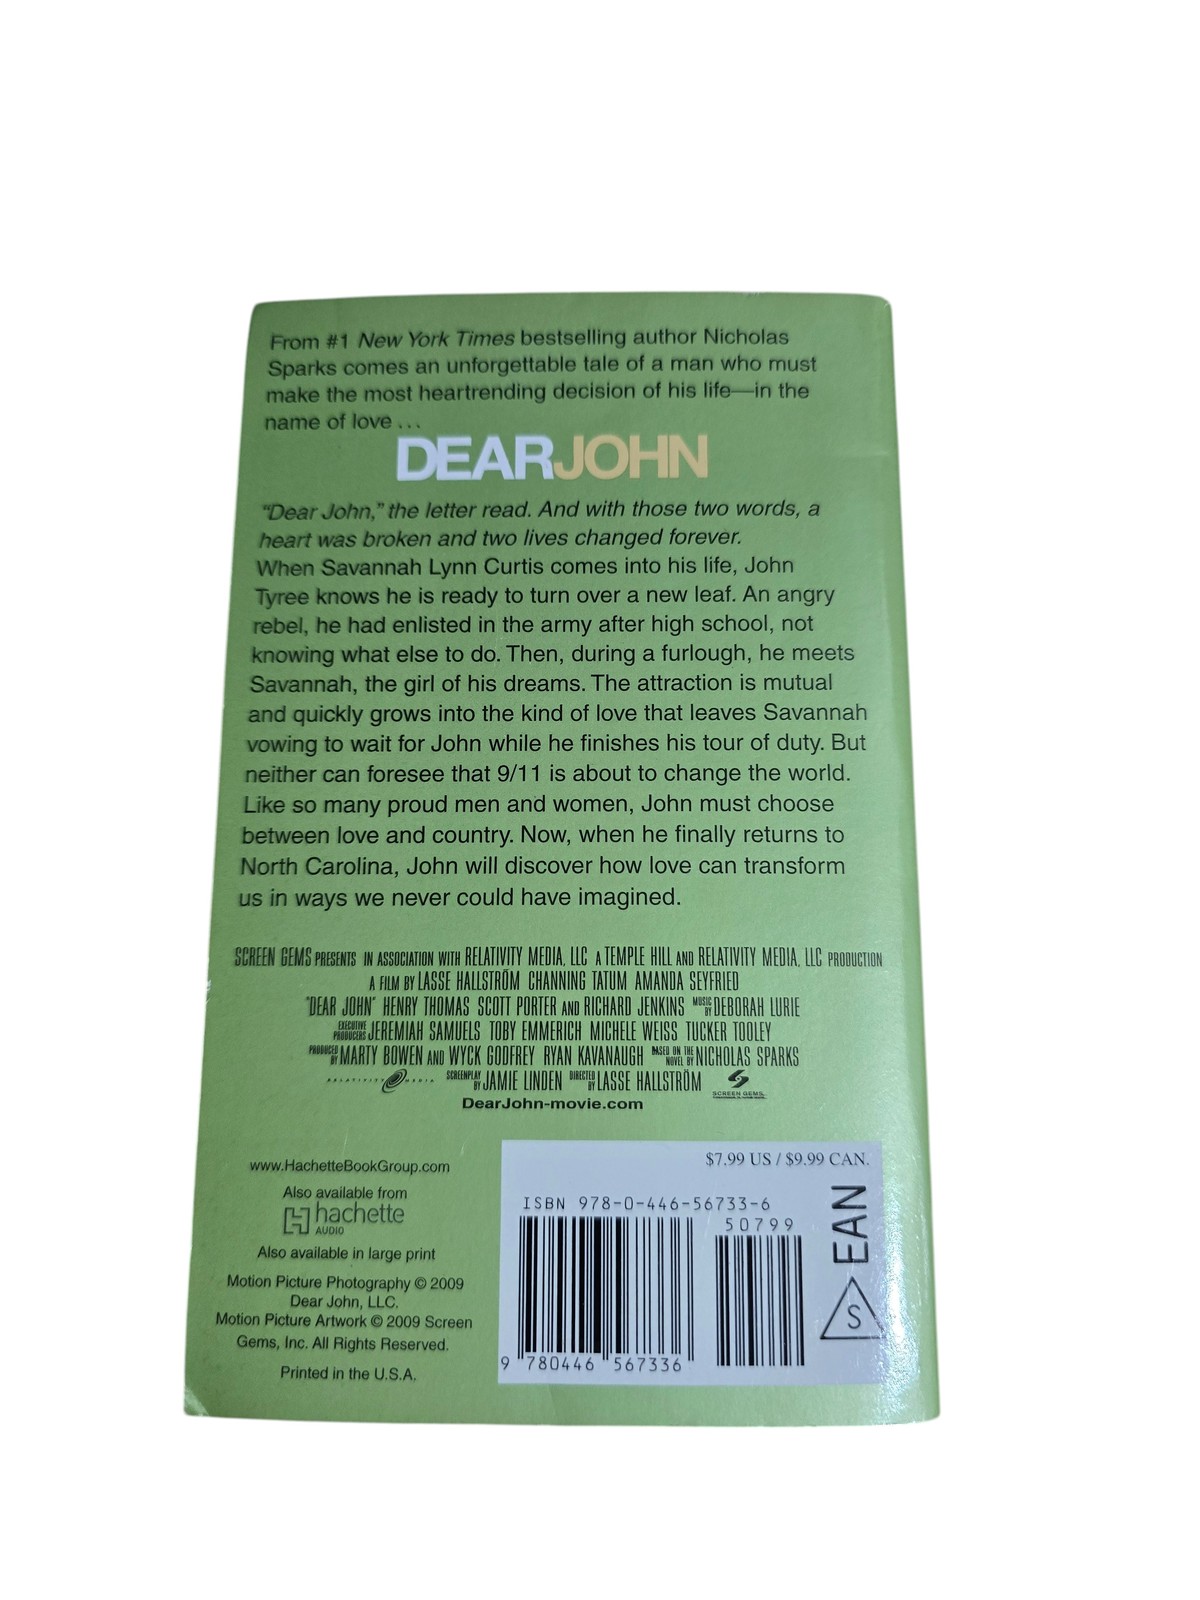 From #1 New York Times bestselling author Nicholas
Sparks comes an unforgettable tale of a man who must
make the most heartrending decision of his life—in the
name of love ...
DEARJOHN
"Dear John," the letter read. And with those two words, a
heart was broken and two lives changed forever.
When Savannah Lynn Curtis comes into his life, John
Tyree knows he is ready to turn over a new leaf. An angry
rebel, he had enlisted in the army after high school, not
knowing what else to do. Then, during a furlough, he meets
Savannah, the girl of his dreams. The attraction is mutual
and quickly grows into the kind of love that leaves Savannah
vowing to wait for John while he finishes his tour of duty. But
neither can foresee that 9/11 is about to change the world.
Like so many proud men and women, John must choose
between love and country. Now, when he finally returns to
North Carolina, John will discover how love can transform
us in ways we never could have imagined.
SCREEN GEMS PRESENTS IN ASSOCIATION WITH RELATIVITY MEDIA, LLC A TEMPLE HILL AND RELATIVITY MEDIA, LLC PRODUCTION
A FILM BY LASSE HALLSTRÖM CHANNING TATUM AMANDA SEYFRIED
"DEAR JOHN" HENRY THOMAS SCOTT PORTER AND RICHARD JENKINS MUSIC BY DEBORAH LURIE
EXECUTIVE PRODUCERS JEREMIAH SAMUELS TOBY EMMERICH MICHELE WEISS TUCKER TOOLEY
PRODUCED BY MARTY BOWEN AND WYCK GODFREY RYAN KAVANAUGH BASED ON THE NOVEL BY NICHOLAS SPARKS
RELATIVITY MEDIA SCREENPLAY BY JAMIE LINDEN DIRECTED BY LASSE HALLSTRÖM SCREEN GEMS
DearJohn-movie.com
www.HachetteBookGroup.com
Also available from
hachette
AUDIO
Also available in large print
Motion Picture Photography © 2009
Dear John, LLC.
Motion Picture Artwork © 2009 Screen
Gems, Inc. All Rights Reserved.
Printed in the U.S.A.
$7.99 US / $9.99 CAN.
ISBN 978-0-446-56733-6
50799
9 780446 567336
EAN
S